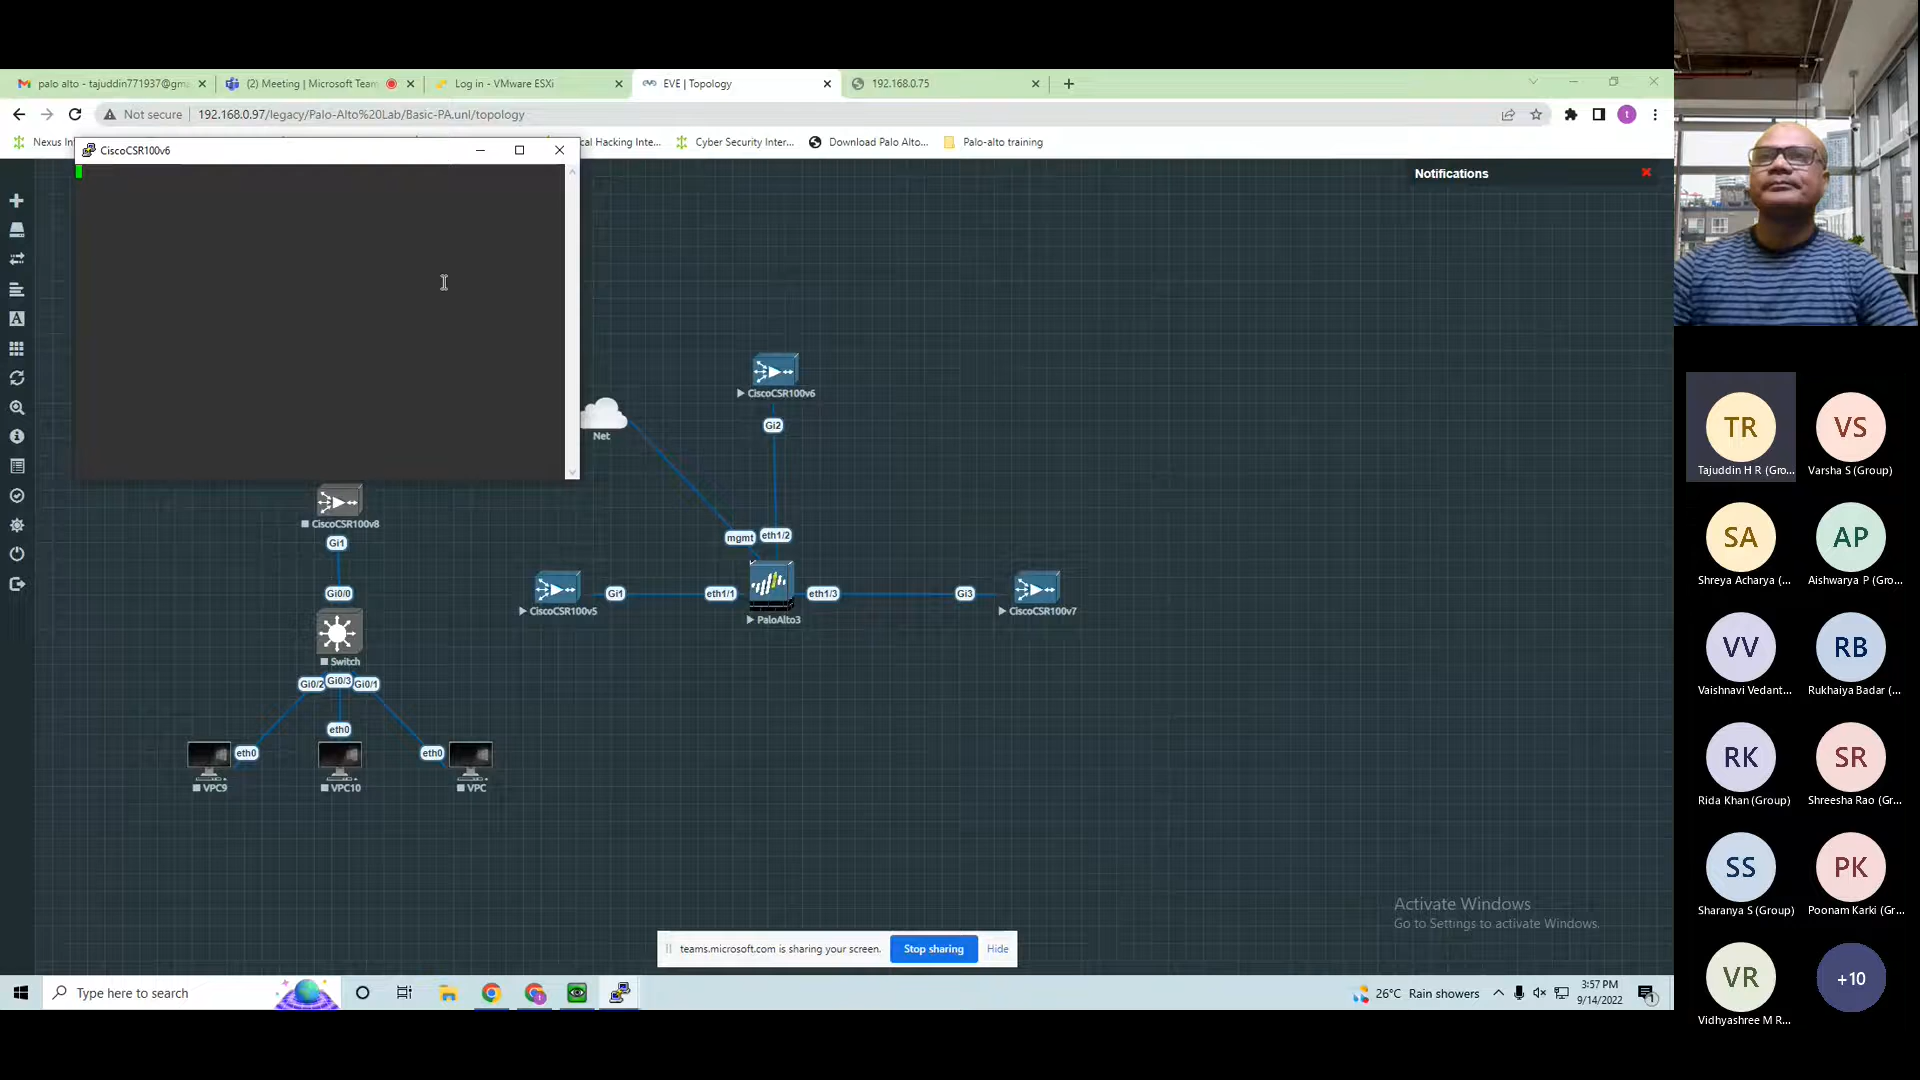 palo alto - tajuddin771937@gm
(2) Meeting | Microsoft Team
Log in - VMware ESXi
EVE | Topology
192.168.0.75
Not secure
192.168.0.97/legacy/Palo-Alto%20Lab/Basic-PA.unl/topology
Nexus In
cal Hacking Inte...
Cyber Security Inter...
Download Palo Alto...
Palo-alto training
t
CiscoCSR100v6
Notifications
CiscoCSR100v6
Gi2
Net
mgmt
eth1/2
CiscoCSR100v8
Gi1
Gi0/0
CiscoCSR100v5
Gi1
eth1/1
PaloAlto3
eth1/3
Gi3
CiscoCSR100v7
Switch
Gi0/2
Gi0/3
Gi0/1
eth0
eth0
eth0
VPC9
VPC10
VPC
Activate Windows
Go to Settings to activate Windows.
teams.microsoft.com is sharing your screen.
Stop sharing
Hide
Type here to search
26°C Rain showers
3:57 PM
9/14/2022
1
TR
Tajuddin H R (Gro...
VS
Varsha S (Group)
SA
Shreya Acharya (...
AP
Aishwarya P (Gro...
VV
Vaishnavi Vedant...
RB
Rukhaiya Badar (...
RK
Rida Khan (Group)
SR
Shreesha Rao (Gr...
SS
Sharanya S (Group)
PK
Poonam Karki (Gr...
VR
Vidhyashree M R...
+10